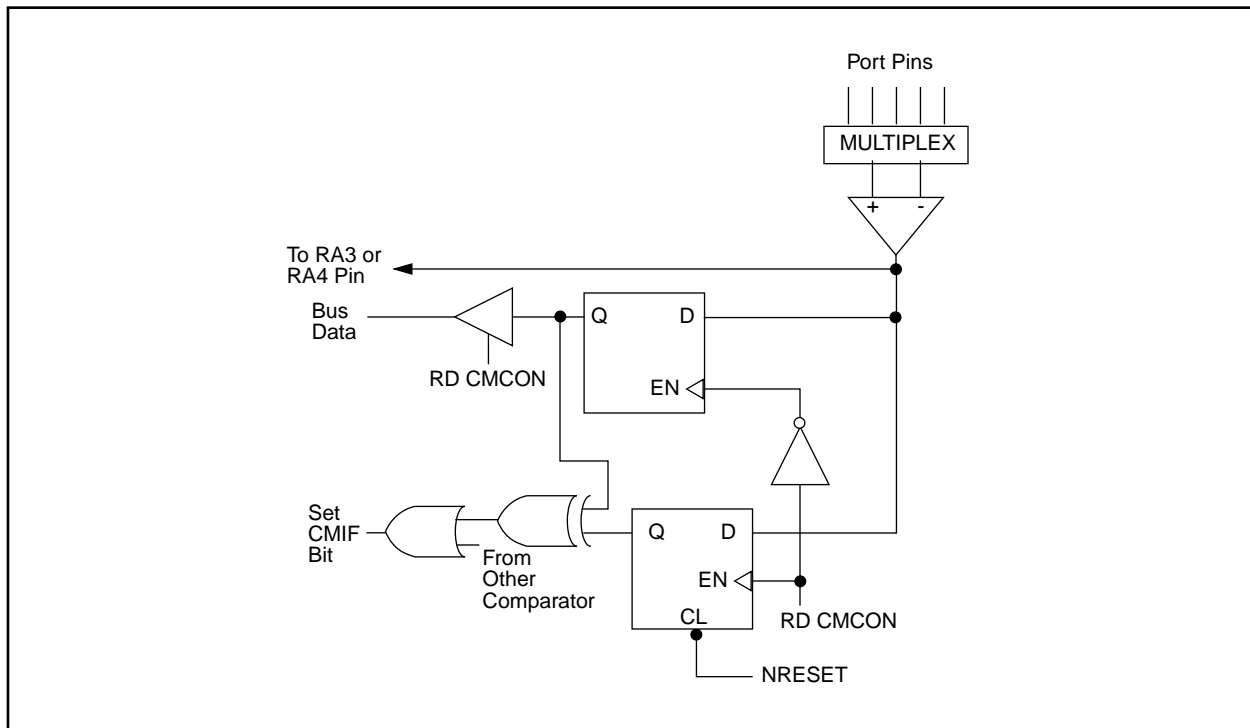 Port Pins
MULTIPLEX
+ -
To RA3 or
RA4 Pin
Bus
Data
Q D
EN
RD CMCON
Set
CMIF
Bit
From
Other
Comparator
Q D
EN
CL
RD CMCON
NRESET